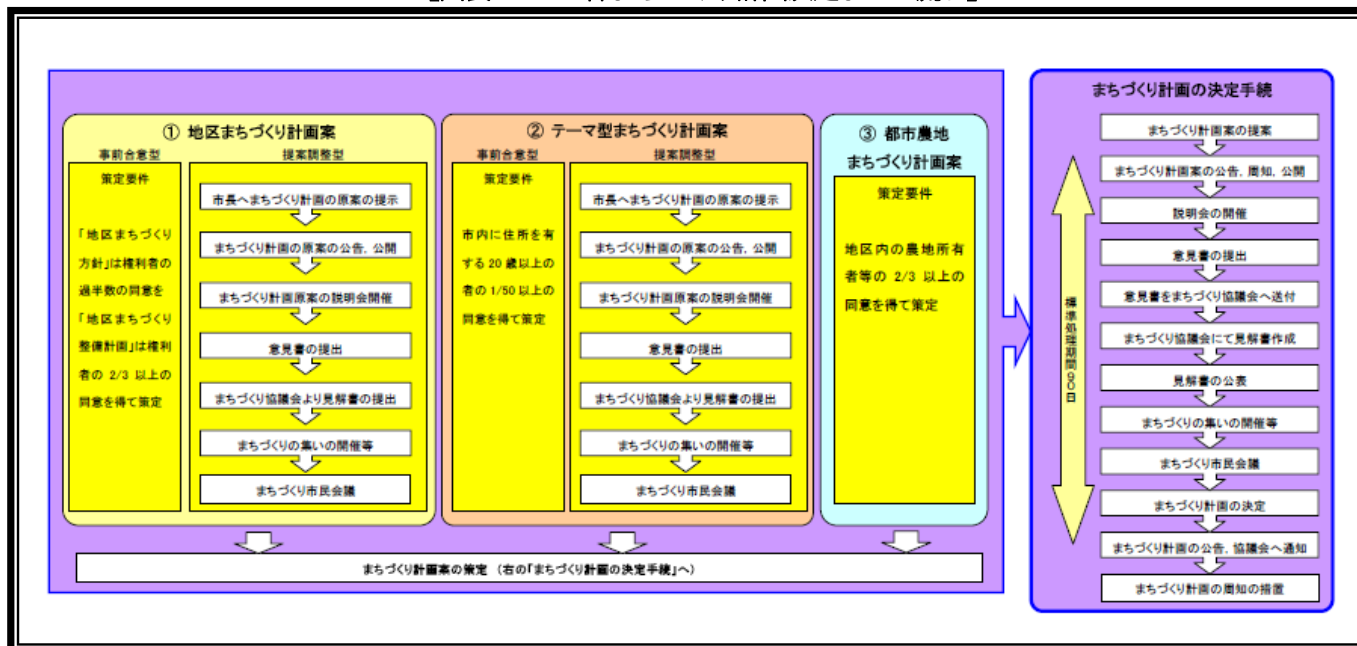 ① 地区まちづくり計画案
事前合意型
策定要件
「地区まちづくり
方針」は権利者の
過半数の同意を
「地区まちづくり
整備計画」は権利
者の 2/3 以上の
同意を得て策定
提案調整型
市長へまちづくり計画の原案の提示
まちづくり計画の原案の公告、公開
まちづくり計画原案の説明会開催
意見書の提出
まちづくり協議会より見解書の提出
まちづくりの集いの開催等
まちづくり市民会議
② テーマ型まちづくり計画案
事前合意型
策定要件
市内に住所を有
する 20 歳以上の
者の 1/50 以上の
同意を得て策定
提案調整型
市長へまちづくり計画の原案の提示
まちづくり計画の原案の公告、公開
まちづくり計画原案の説明会開催
意見書の提出
まちづくり協議会より見解書の提出
まちづくりの集いの開催等
まちづくり市民会議
③ 都市農地
まちづくり計画案
策定要件
地区内の農地所有
者等の 2/3 以上の
同意を得て策定
まちづくり計画案の策定（右の「まちづくり計画の決定手続」へ）
まちづくり計画の決定手続
標準処理期間90日
まちづくり計画案の提案
まちづくり計画案の公告、周知、公開
説明会の開催
意見書の提出
意見書をまちづくり協議会へ送付
まちづくり協議会にて見解書作成
見解書の公表
まちづくりの集いの開催等
まちづくり市民会議
まちづくり計画の決定
まちづくり計画の公告、協議会へ通知
まちづくり計画の周知の措置